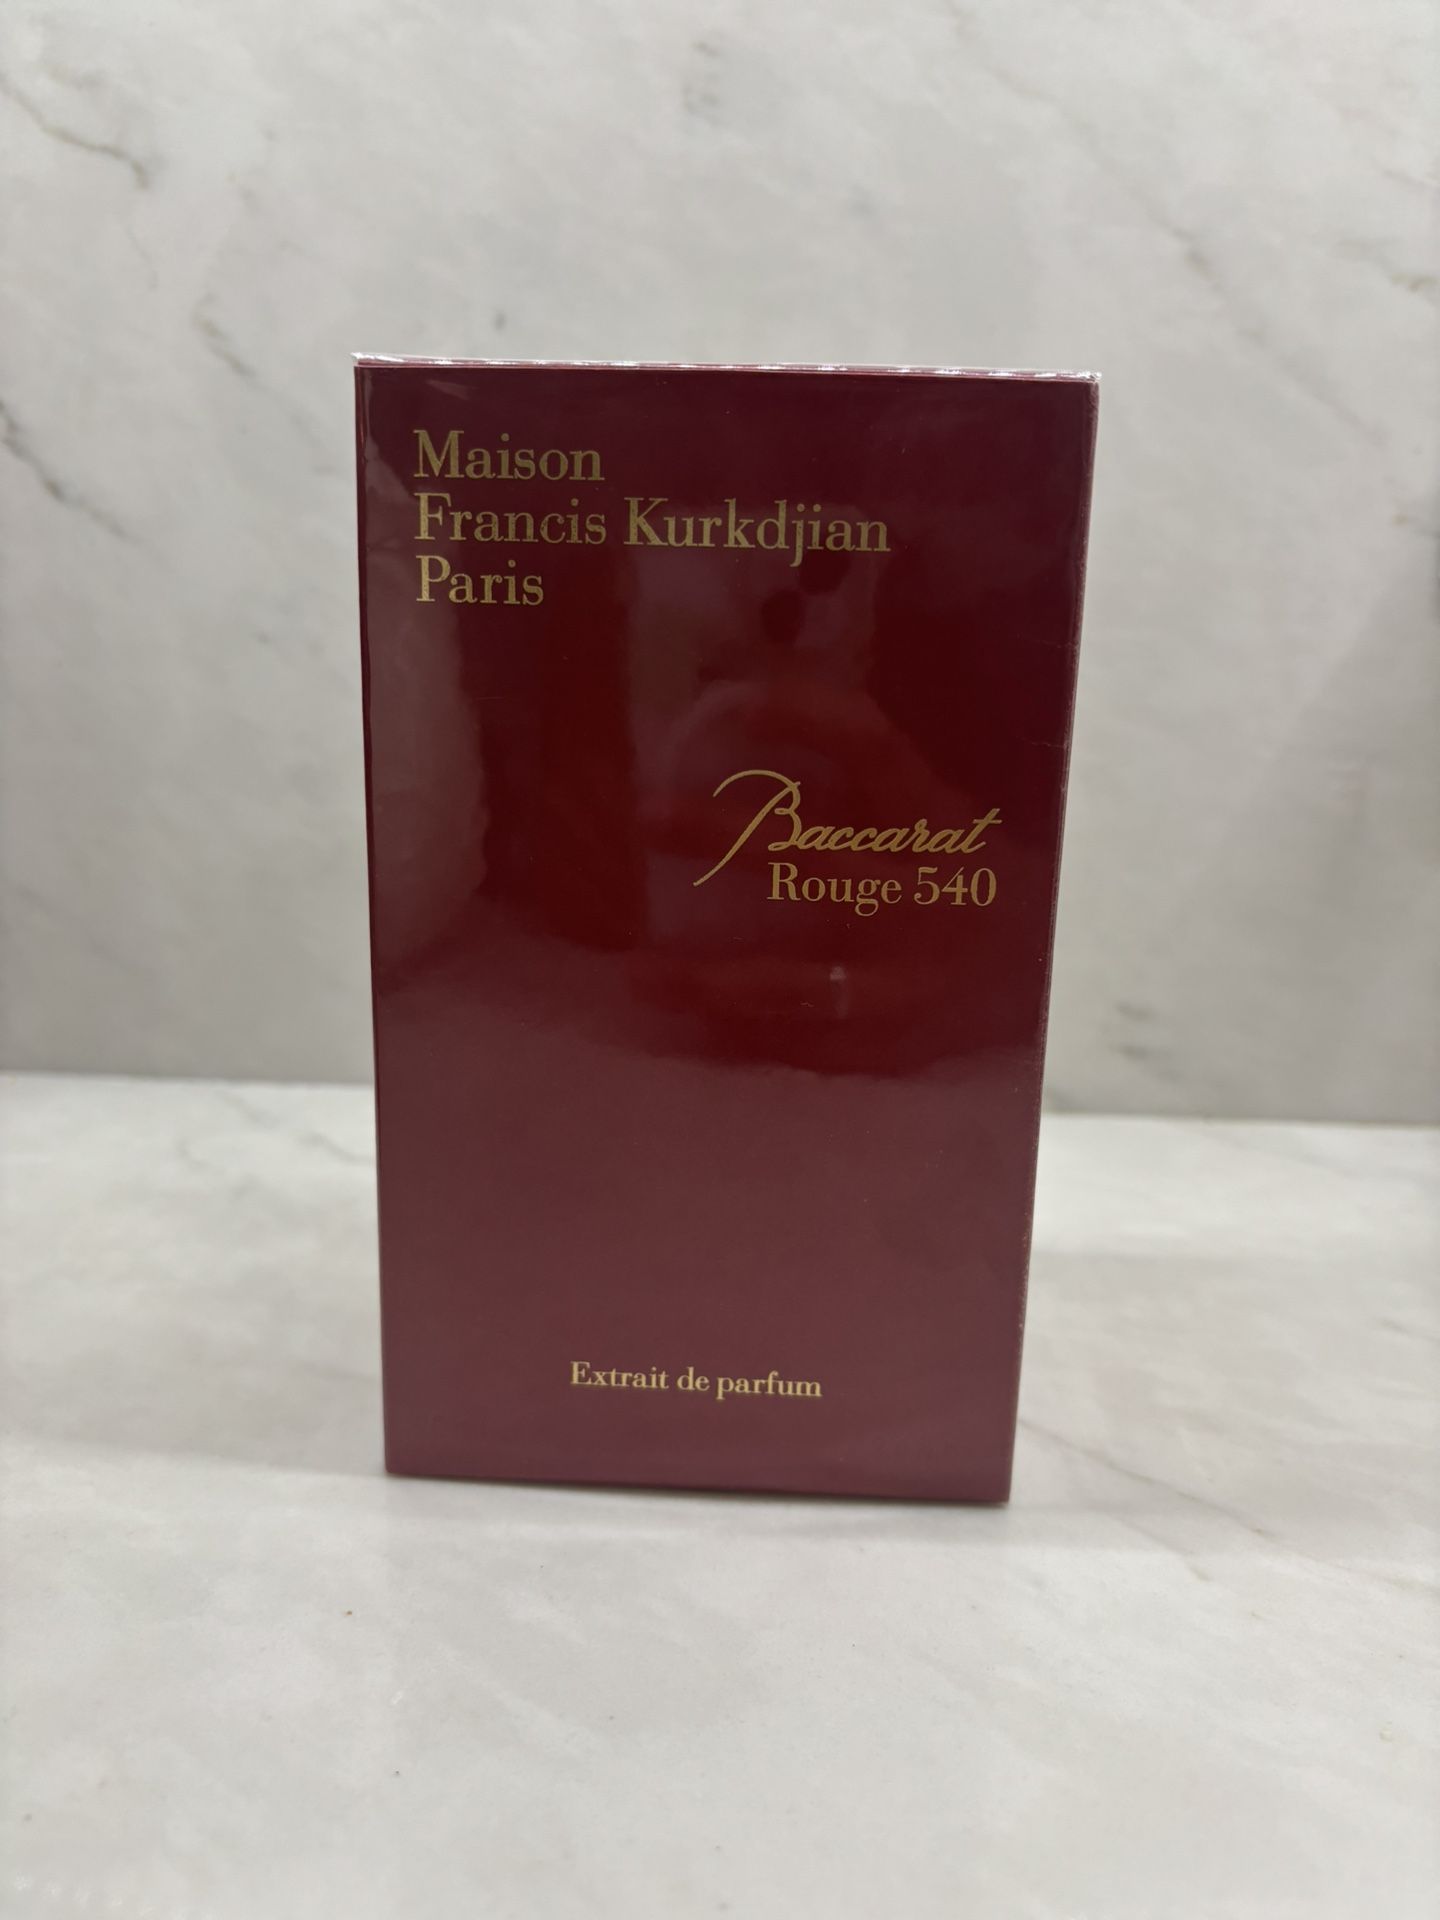 Maison
Francis Kurkdjian
Paris
Baccarat
Rouge 540
Extrait de parfum